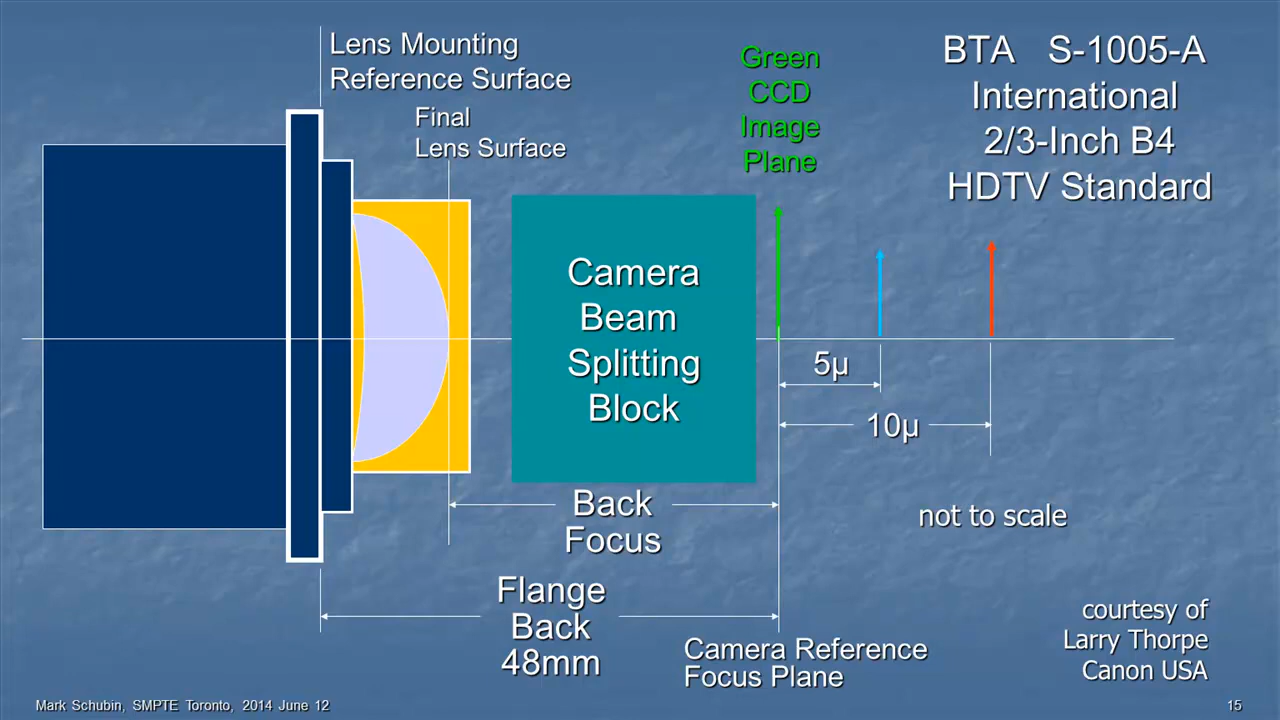 Lens Mounting
Reference Surface
Final
Lens Surface
Green
CCD
Image
Plane
BTA S-1005-A
International
2/3-Inch B4
HDTV Standard
Camera
Beam
Splitting
Block
5µ
10µ
Back
Focus
not to scale
Flange
Back
48mm
Camera Reference
Focus Plane
courtesy of
Larry Thorpe
Canon USA
Mark Schubin, SMPTE Toronto, 2014 June 12
15